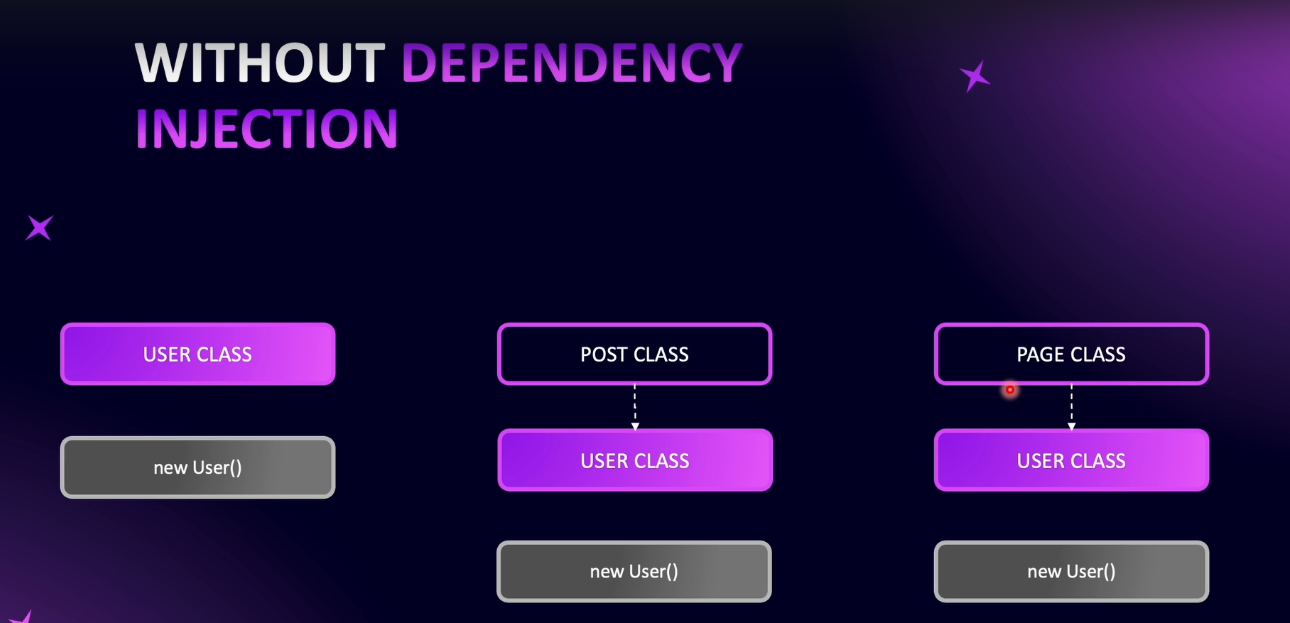 WITHOUT DEPENDENCY
INJECTION
USER CLASS
new User()
POST CLASS
USER CLASS
new User()
PAGE CLASS
USER CLASS
new User()